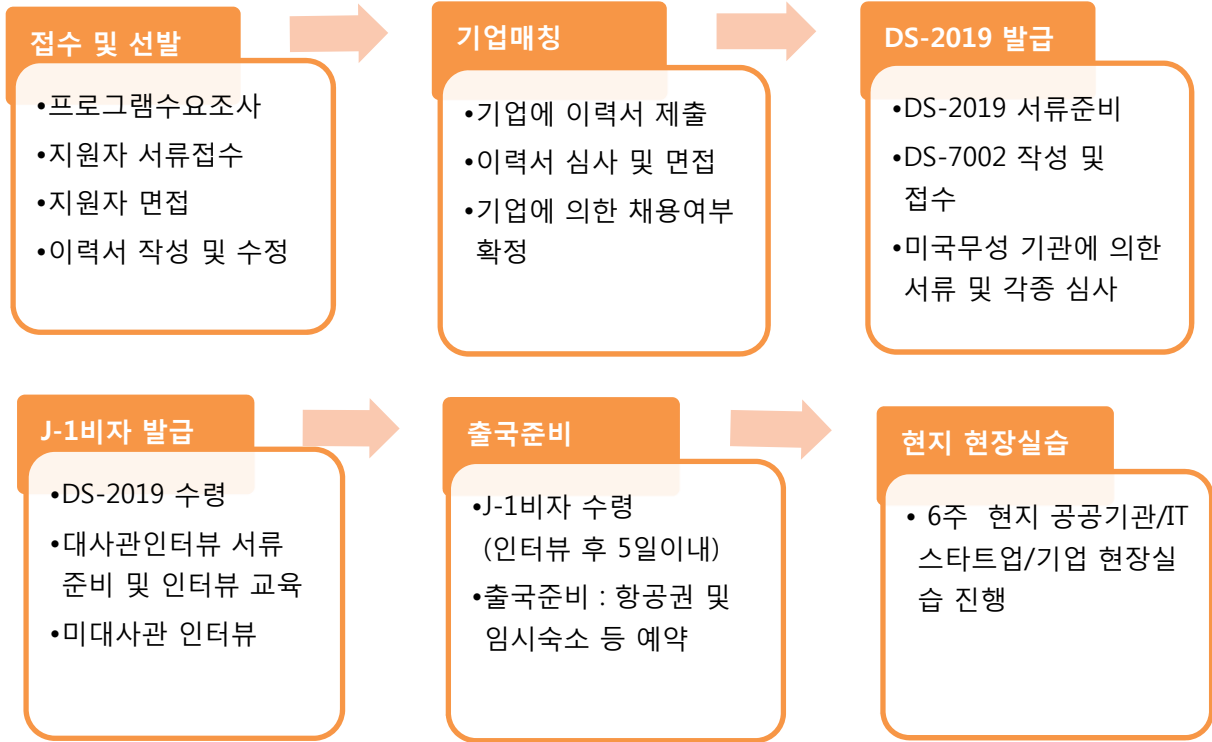 접수 및 선발
•프로그램수요조사
•지원자 서류접수
•지원자 면접
•이력서 작성 및 수정
기업매칭
•기업에 이력서 제출
•이력서 심사 및 면접
•기업에 의한 채용여부
확정
DS-2019 발급
•DS-2019 서류준비
•DS-7002 작성 및
접수
•미국무성 기관에 의한
서류 및 각종 심사
J-1비자 발급
•DS-2019 수령
•대사관인터뷰 서류
준비 및 인터뷰 교육
•미대사관 인터뷰
출국준비
•J-1비자 수령
(인터뷰 후 5일이내)
•출국준비 : 항공권 및
임시숙소 등 예약
현지 현장실습
• 6주 현지 공공기관/IT
스타트업/기업 현장실
습 진행